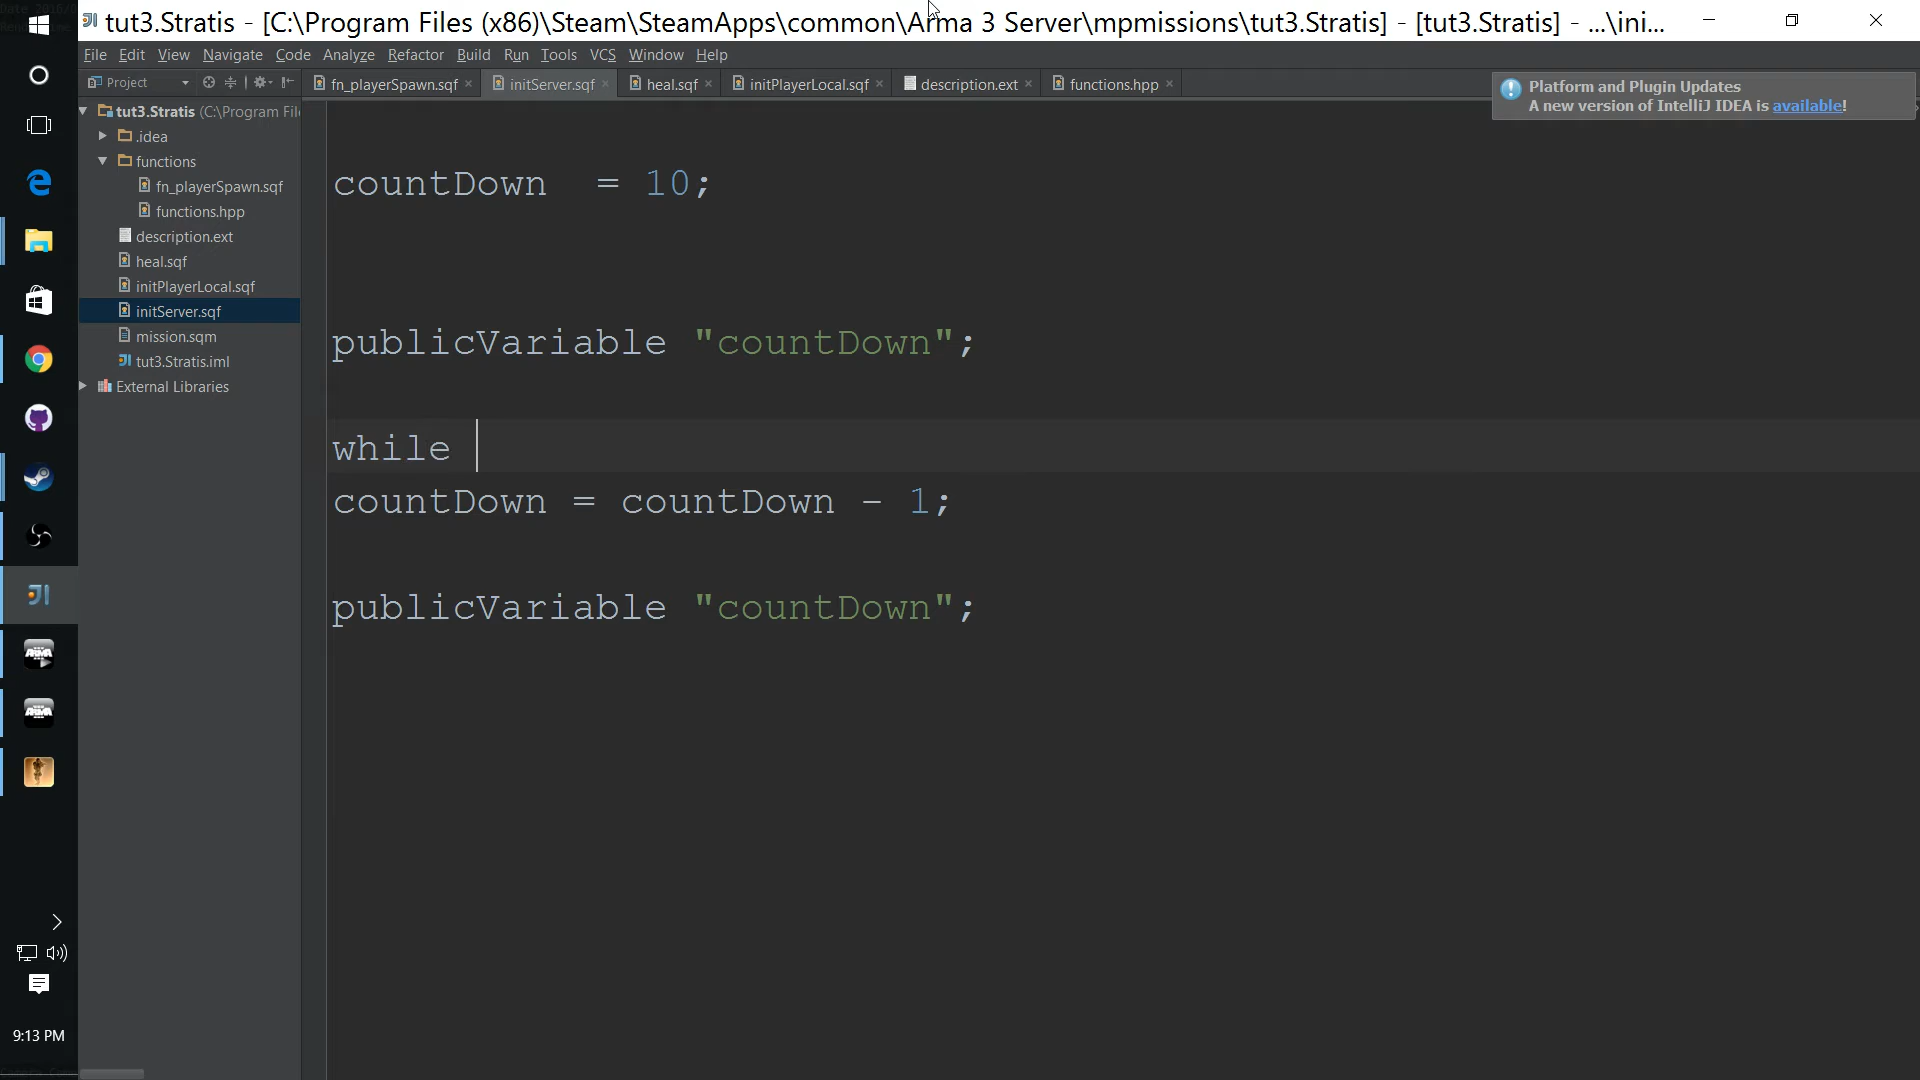 tut3.Stratis - [C:\Program Files (x86)\Steam\SteamApps\common\Arma 3 Server\mpmissions\tut3.Stratis] - [tut3.Stratis] - ...\ini...
File Edit View Navigate Code Analyze Refactor Build Run Tools VCS Window Help
Project
fn_playerSpawn.sqf initServer.sqf heal.sqf initPlayerLocal.sqf description.ext functions.hpp
Platform and Plugin Updates
A new version of IntelliJ IDEA is available!
tut3.Stratis (C:\Program File
.idea
functions
fn_playerSpawn.sqf
functions.hpp
description.ext
heal.sqf
initPlayerLocal.sqf
initServer.sqf
mission.sqm
tut3.Stratis.iml
External Libraries
countDown = 10;
publicVariable "countDown";
while
countDown = countDown - 1;
publicVariable "countDown";
ARMA
ARMA
9:13 PM